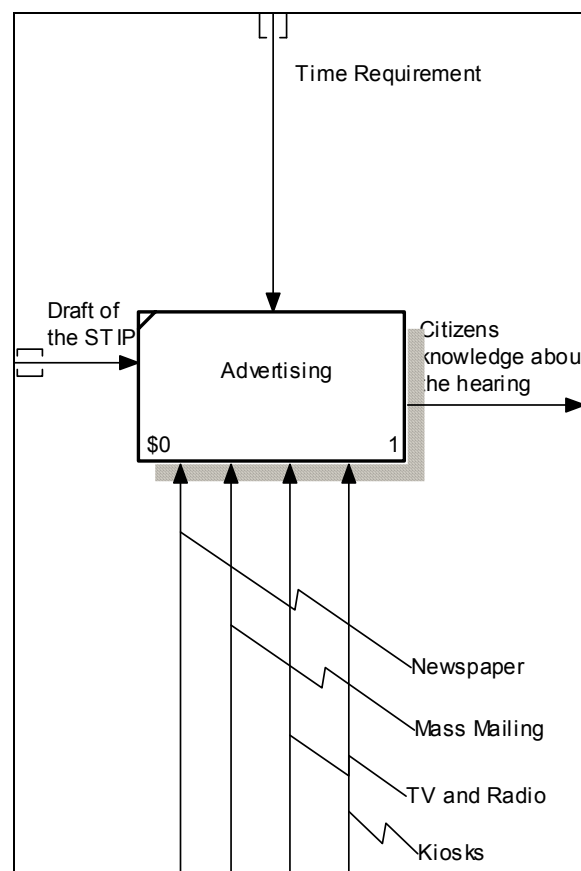 Time Requirement
Draft of
the STIP
Citizens
knowledge abou
the hearing
Advertising
$0 1
Newspaper
Mass Mailing
TV and Radio
Kiosks